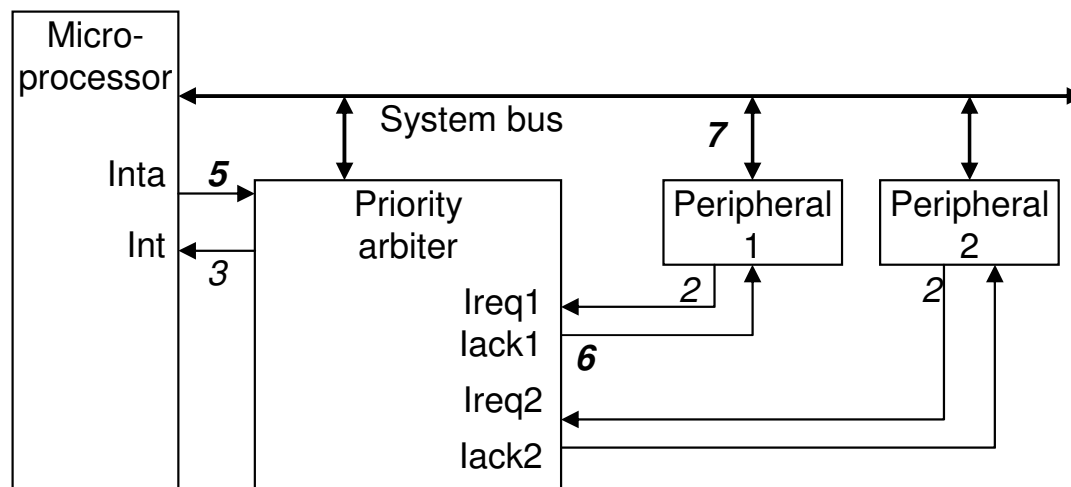 Micro-
processor
System bus
7
Inta
5
Priority
arbiter
Peripheral
1
Peripheral
2
Int
3
2
2
Ireq1
Iack1
6
Ireq2
Iack2